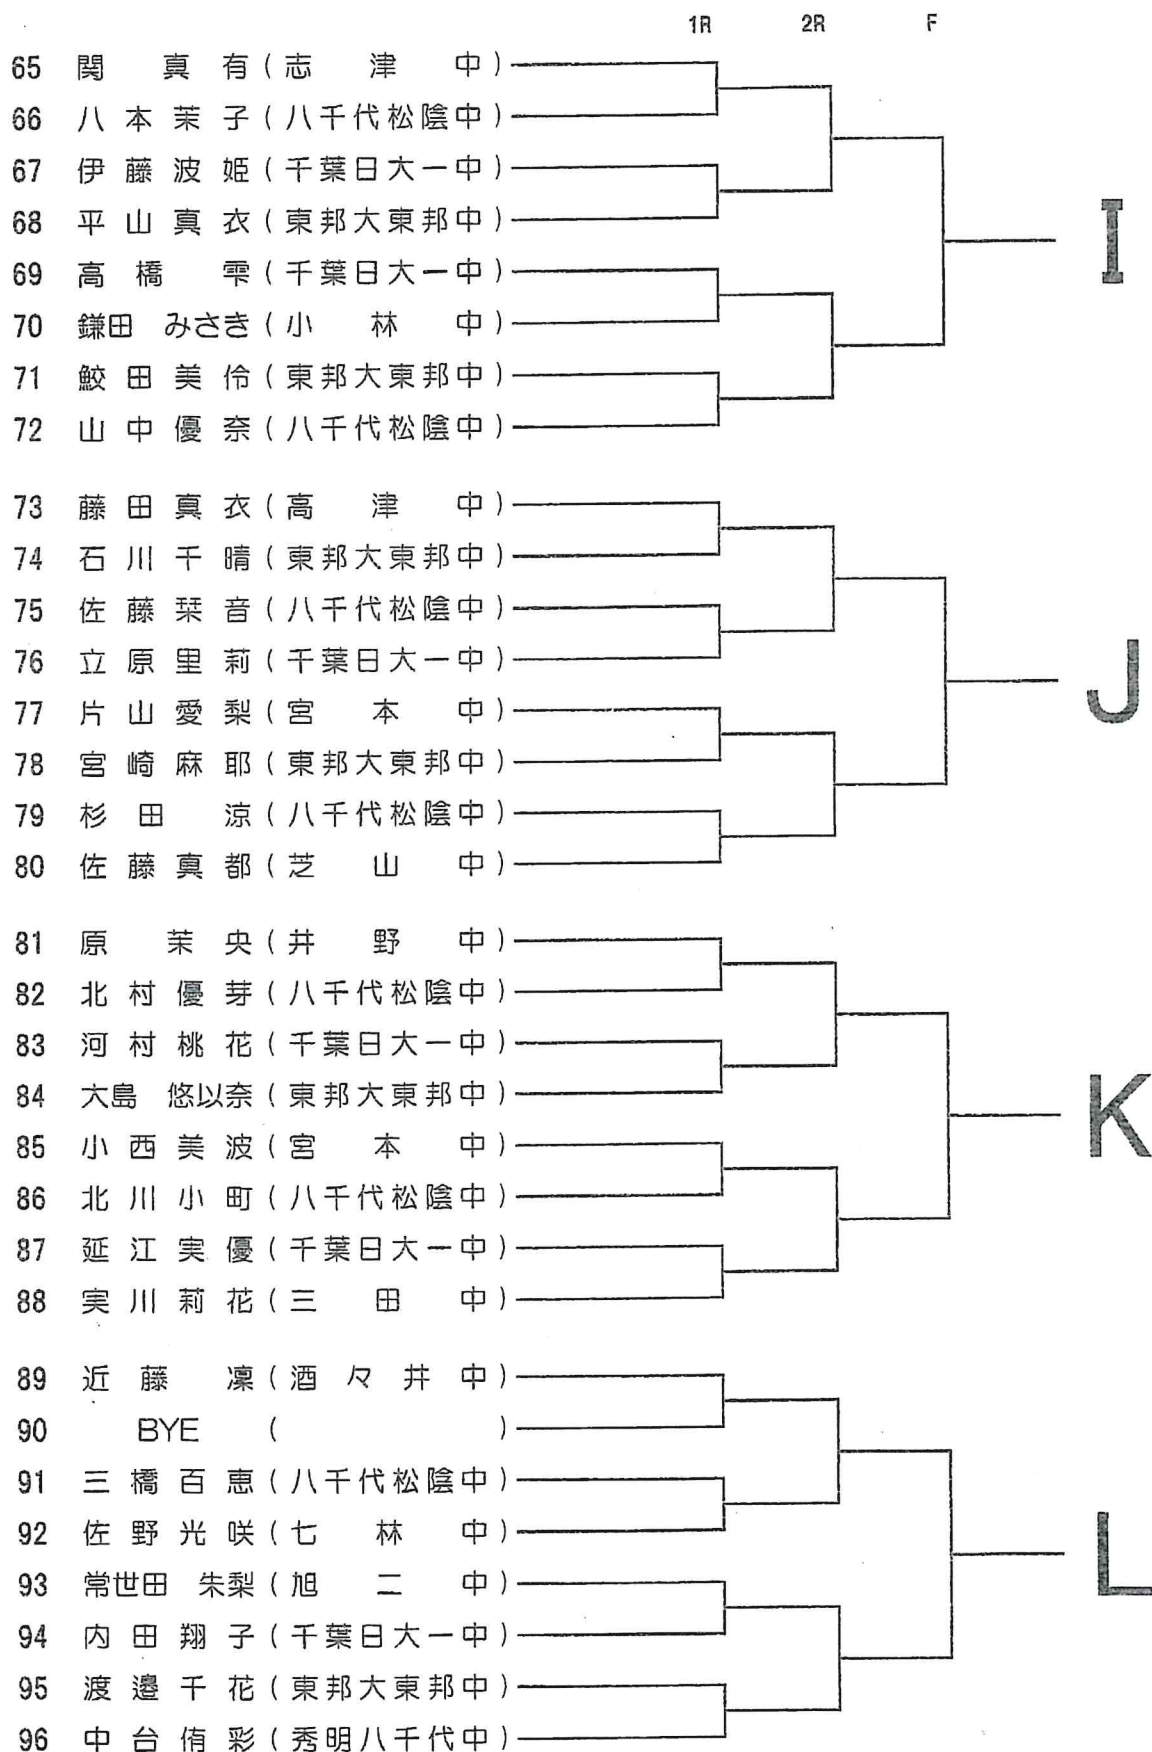 1R 2R F
65 関 真 有 ( 志 津 中 )
66 八 本 茉 子 ( 八千代松陰中 )
67 伊 藤 波 姫 ( 千葉日大一中 )
68 平 山 真 衣 ( 東邦大東邦中 )
I
69 高 橋 雫 ( 千葉日大一中 )
70 鎌田 みさき ( 小 林 中 )
71 鮫 田 美 伶 ( 東邦大東邦中 )
72 山 中 優 奈 ( 八千代松陰中 )
73 藤 田 真 衣 ( 高 津 中 )
74 石 川 千 晴 ( 東邦大東邦中 )
75 佐 藤 栞 音 ( 八千代松陰中 )
76 立 原 里 莉 ( 千葉日大一中 )
J
77 片 山 愛 梨 ( 宮 本 中 )
78 宮 崎 麻 耶 ( 東邦大東邦中 )
79 杉 田 涼 ( 八千代松陰中 )
80 佐 藤 真 都 ( 芝 山 中 )
81 原 茉 央 ( 井 野 中 )
82 北 村 優 芽 ( 八千代松陰中 )
83 河 村 桃 花 ( 千葉日大一中 )
84 大島 悠以奈 ( 東邦大東邦中 )
K
85 小 西 美 波 ( 宮 本 中 )
86 北 川 小 町 ( 八千代松陰中 )
87 延 江 実 優 ( 千葉日大一中 )
88 実 川 莉 花 ( 三 田 中 )
89 近 藤 凜 ( 酒 々 井 中 )
90 BYE ( )
91 三 橋 百 恵 ( 八千代松陰中 )
92 佐 野 光 咲 ( 七 林 中 )
L
93 常世田 朱梨 ( 旭 二 中 )
94 内 田 翔 子 ( 千葉日大一中 )
95 渡 邉 千 花 ( 東邦大東邦中 )
96 中 台 侑 彩 ( 秀明八千代中 )